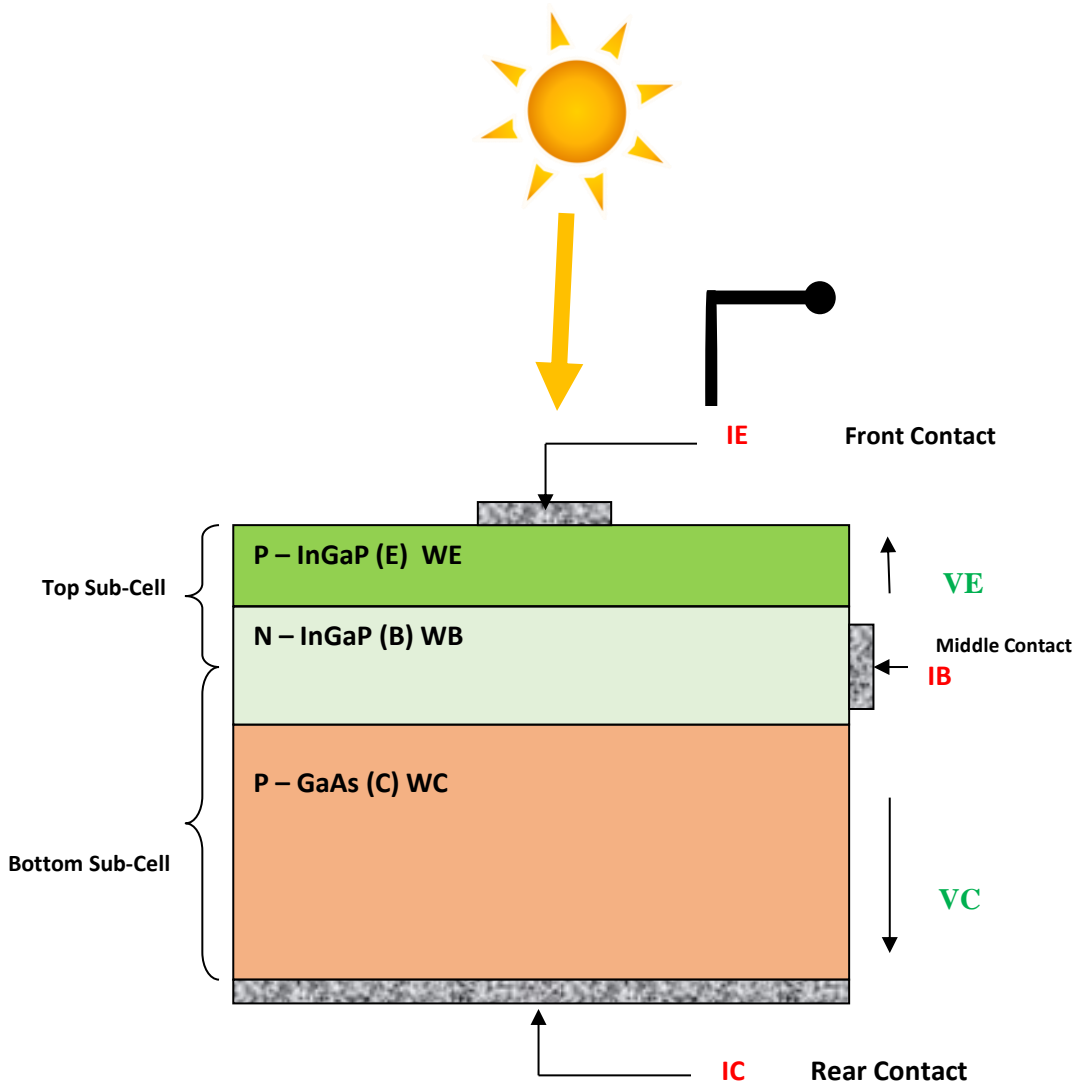 IE Front Contact
P – InGaP (E) WE
Top Sub-Cell
VE
N – InGaP (B) WB
Middle Contact
IB
P – GaAs (C) WC
Bottom Sub-Cell
VC
IC Rear Contact